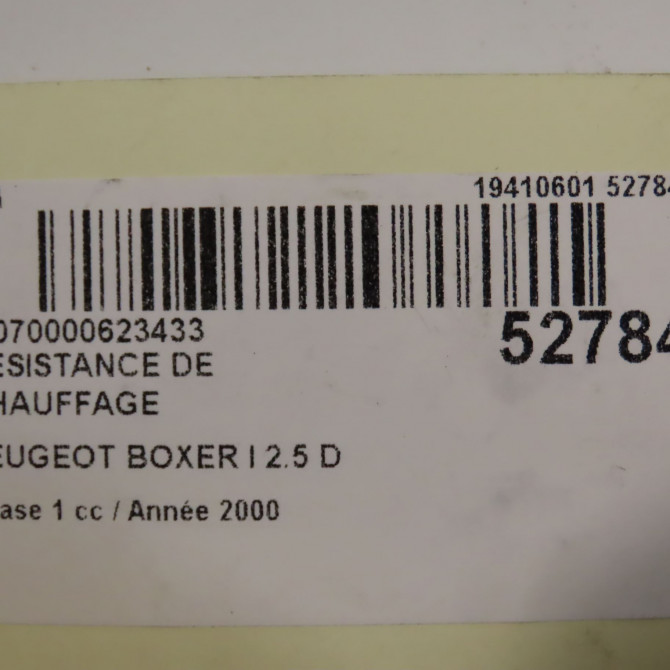 19410601 52784
070000623433
52784
ESISTANCE DE
HAUFFAGE
EUGEOT BOXER I 2.5 D
ase 1 cc / Année 2000